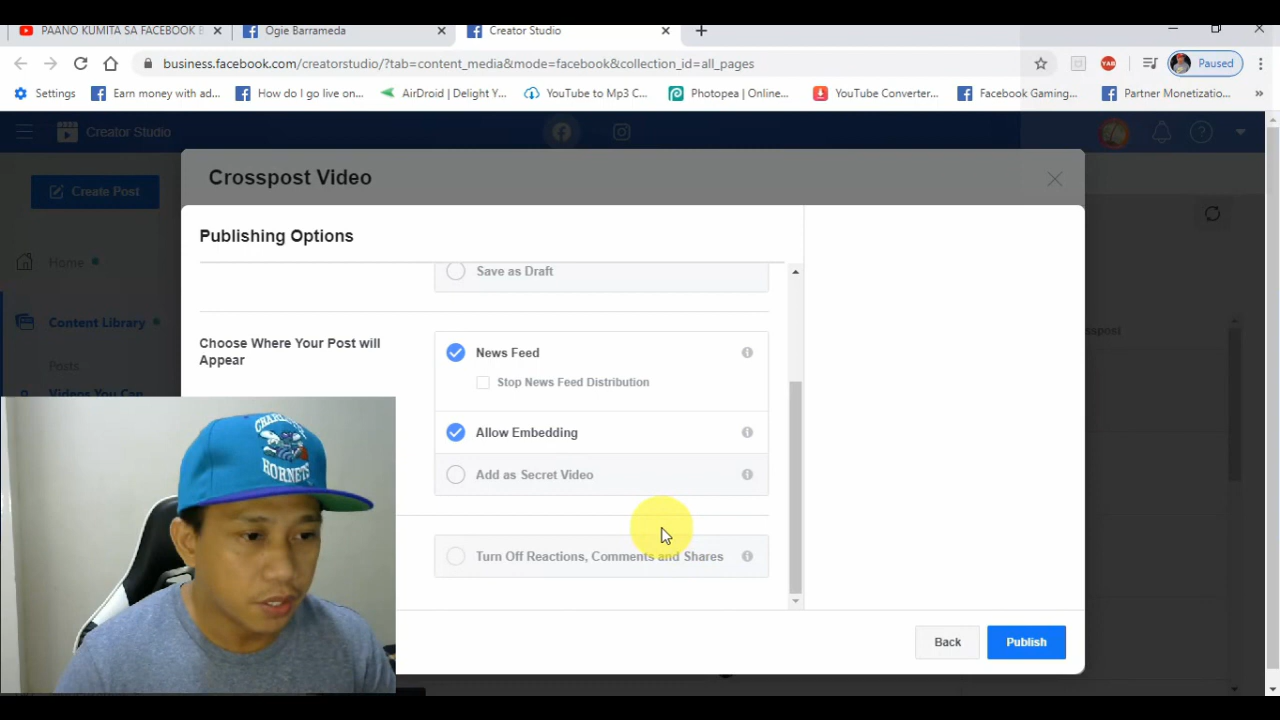 PAANO KUMITA SA FACEBOOK
Ogie Barrameda
Creator Studio
business.facebook.com/creatorstudio/?tab=content_media&mode=facebook&collection_id=all_pages
Paused
Settings
Earn money with ad...
How do I go live on...
AirDroid | Delight Y...
YouTube to Mp3 C...
Photopea | Online...
YouTube Converter...
Facebook Gaming...
Partner Monetizatio...
Creator Studio
Create Post
Crosspost Video
Home
Publishing Options
Save as Draft
Content Library
Choose Where Your Post will
Appear
News Feed
Posts
Stop News Feed Distribution
Videos You Can
Allow Embedding
CHARLOTTE
HORNETS
Add as Secret Video
Turn Off Reactions, Comments and Shares
Back
Publish